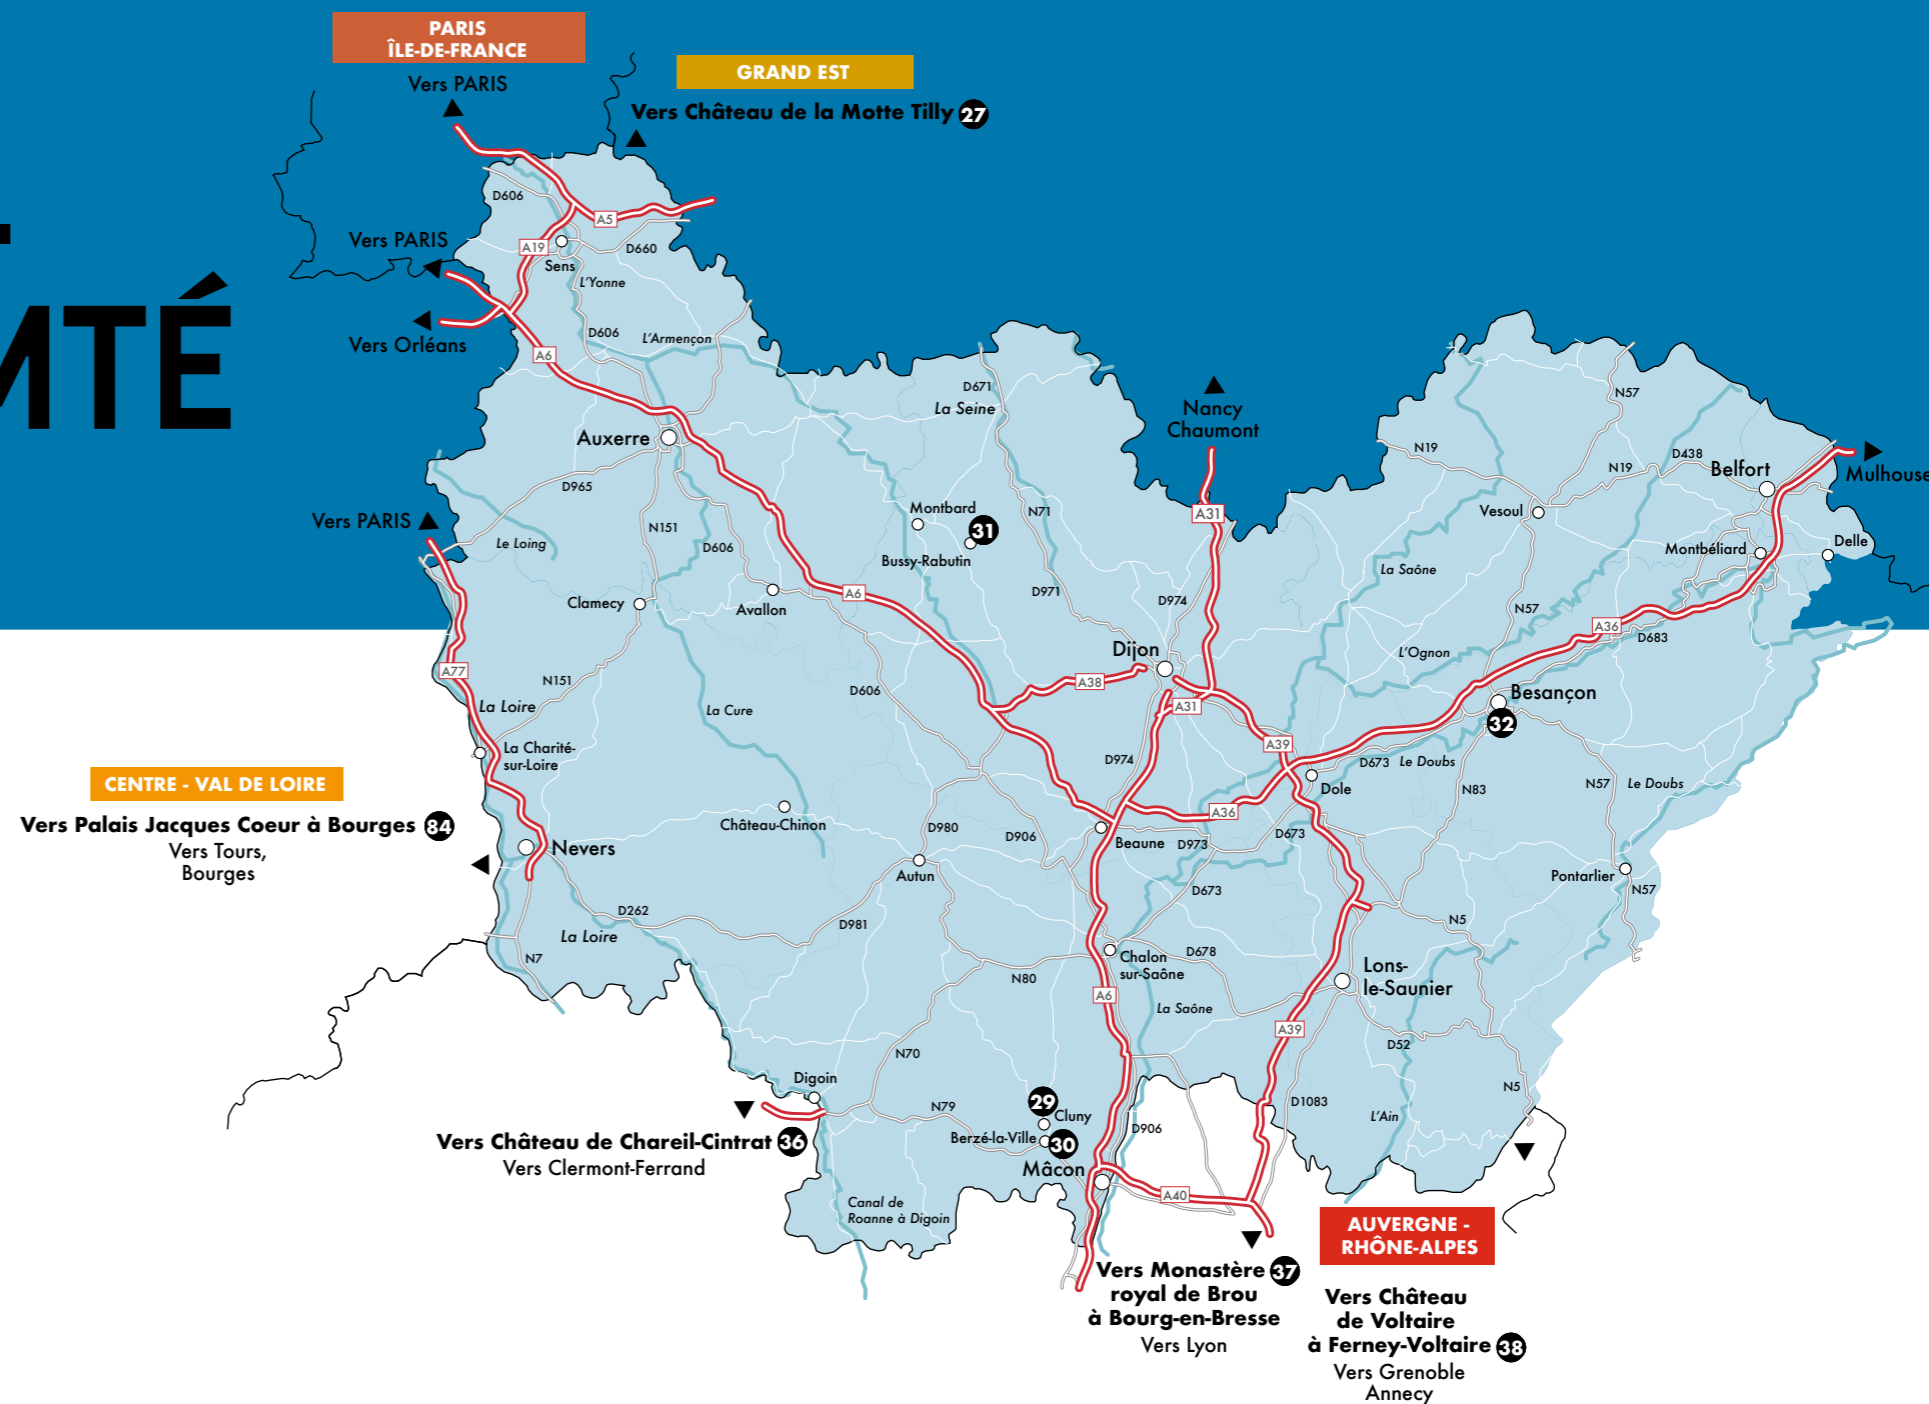 PARIS
ÎLE-DE-FRANCE
Vers PARIS
GRAND EST
Vers Château de la Motte Tilly 27
D606
A5
Vers PARIS
A19
D660
Sens
L'Yonne
MTÉ
Vers Orléans
D606
L'Armençon
A6
D671
La Seine
Nancy
Chaumont
N57
Auxerre
N19
D438
N19
Belfort
Mulhouse
D965
Montbard
31
N71
A31
Vesoul
Vers PARIS
N151
Le Loing
D606
Bussy-Rabutin
Montbéliard
Delle
La Saône
Clamecy
Avallon
A6
D971
D974
N57
A36
D683
Dijon
L'Ognon
A77
N151
D606
A38
La Loire
La Cure
A31
Besançon
32
La Charité-
sur-Loire
A39
D974
D673
Le Doubs
CENTRE - VAL DE LOIRE
Dole
N83
N57
Le Doubs
Vers Palais Jacques Coeur à Bourges 84
Vers Tours,
Bourges
Château-Chinon
D980
D906
A36
D673
Nevers
Beaune
D973
Autun
Pontarlier
N57
D673
D262
D981
N5
La Loire
N7
N80
Chalon
sur-Saône
D678
Lons-
le-Saunier
A6
La Saône
A39
D52
N70
Digoin
N5
29
Cluny
N79
D1083
L'Ain
Vers Château de Chareil-Cintrat 36
Vers Clermont-Ferrand
Berzé-la-Ville
30
D906
Mâcon
A40
Canal de
Roanne à Digoin
AUVERGNE -
RHÔNE-ALPES
Vers Monastère 37
royal de Brou
à Bourg-en-Bresse
Vers Lyon
Vers Château
de Voltaire
à Ferney-Voltaire 38
Vers Grenoble
Annecy